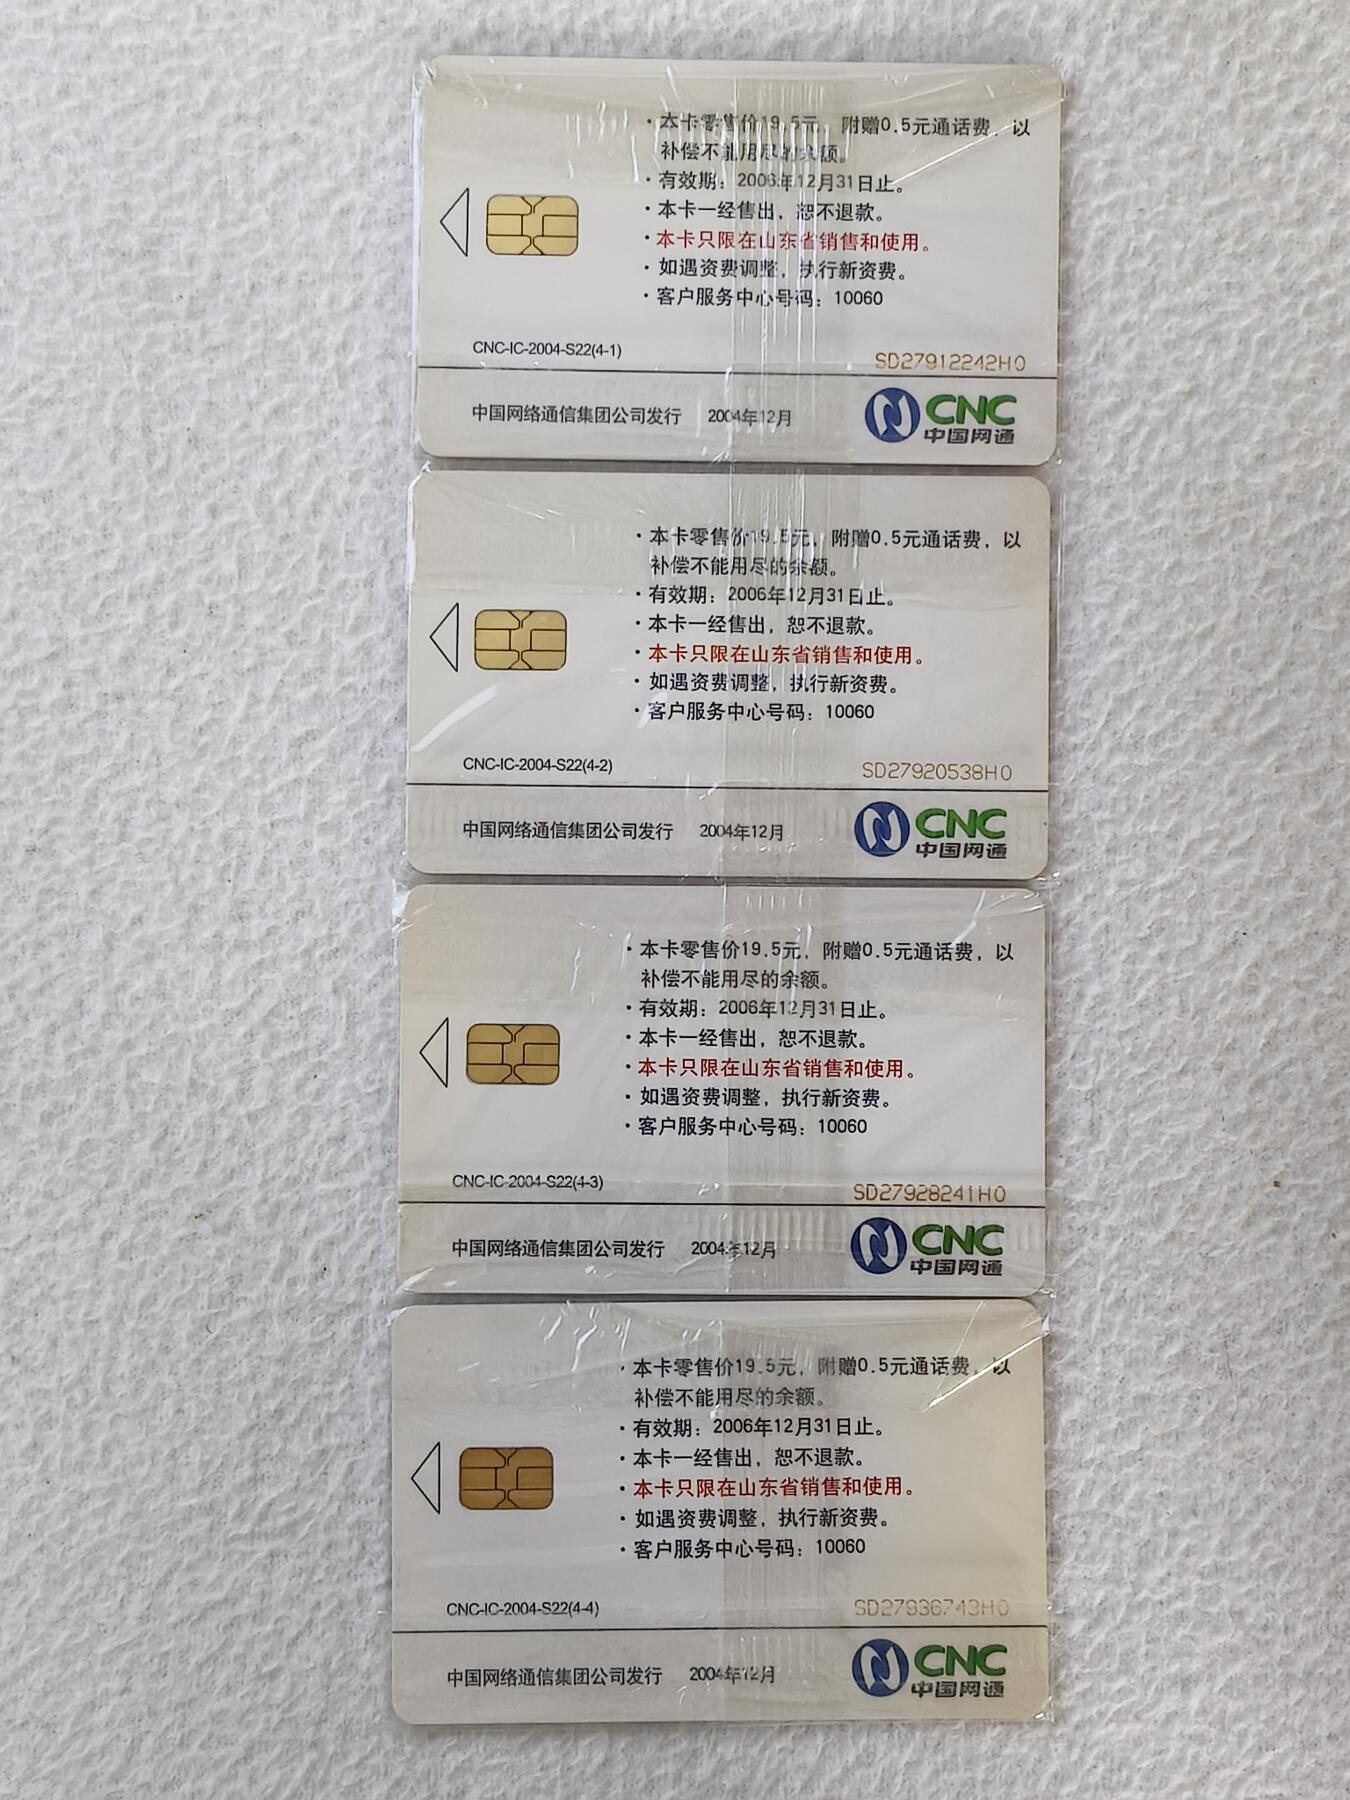 ·本卡零售价19.5元，附赠0.5元通话费，以
补偿不能用尽的余额。
·有效期：2006年12月31日止。
·本卡一经售出，恕不退款。
·本卡只限在山东省销售和使用。
·如遇资费调整，执行新资费。
·客户服务中心号码：10060
CNC-IC-2004-S22(4-1)
SD27912242H0
中国网络通信集团公司发行 2004年12月
CNC
中国网通
·本卡零售价19.5元，附赠0.5元通话费，以
补偿不能用尽的余额。
·有效期：2006年12月31日止。
·本卡一经售出，恕不退款。
·本卡只限在山东省销售和使用。
·如遇资费调整，执行新资费。
·客户服务中心号码：10060
CNC-IC-2004-S22(4-2)
SD27920538H0
中国网络通信集团公司发行 2004年12月
CNC
中国网通
·本卡零售价19.5元，附赠0.5元通话费，以
补偿不能用尽的余额。
·有效期：2006年12月31日止。
·本卡一经售出，恕不退款。
·本卡只限在山东省销售和使用。
·如遇资费调整，执行新资费。
·客户服务中心号码：10060
CNC-IC-2004-S22(4-3)
SD27928241H0
中国网络通信集团公司发行 2004年12月
CNC
中国网通
·本卡零售价19.5元，附赠0.5元通话费，以
补偿不能用尽的余额。
·有效期：2006年12月31日止。
·本卡一经售出，恕不退款。
·本卡只限在山东省销售和使用。
·如遇资费调整，执行新资费。
·客户服务中心号码：10060
CNC-IC-2004-S22(4-4)
SD27936743H0
中国网络通信集团公司发行 2004年12月
CNC
中国网通